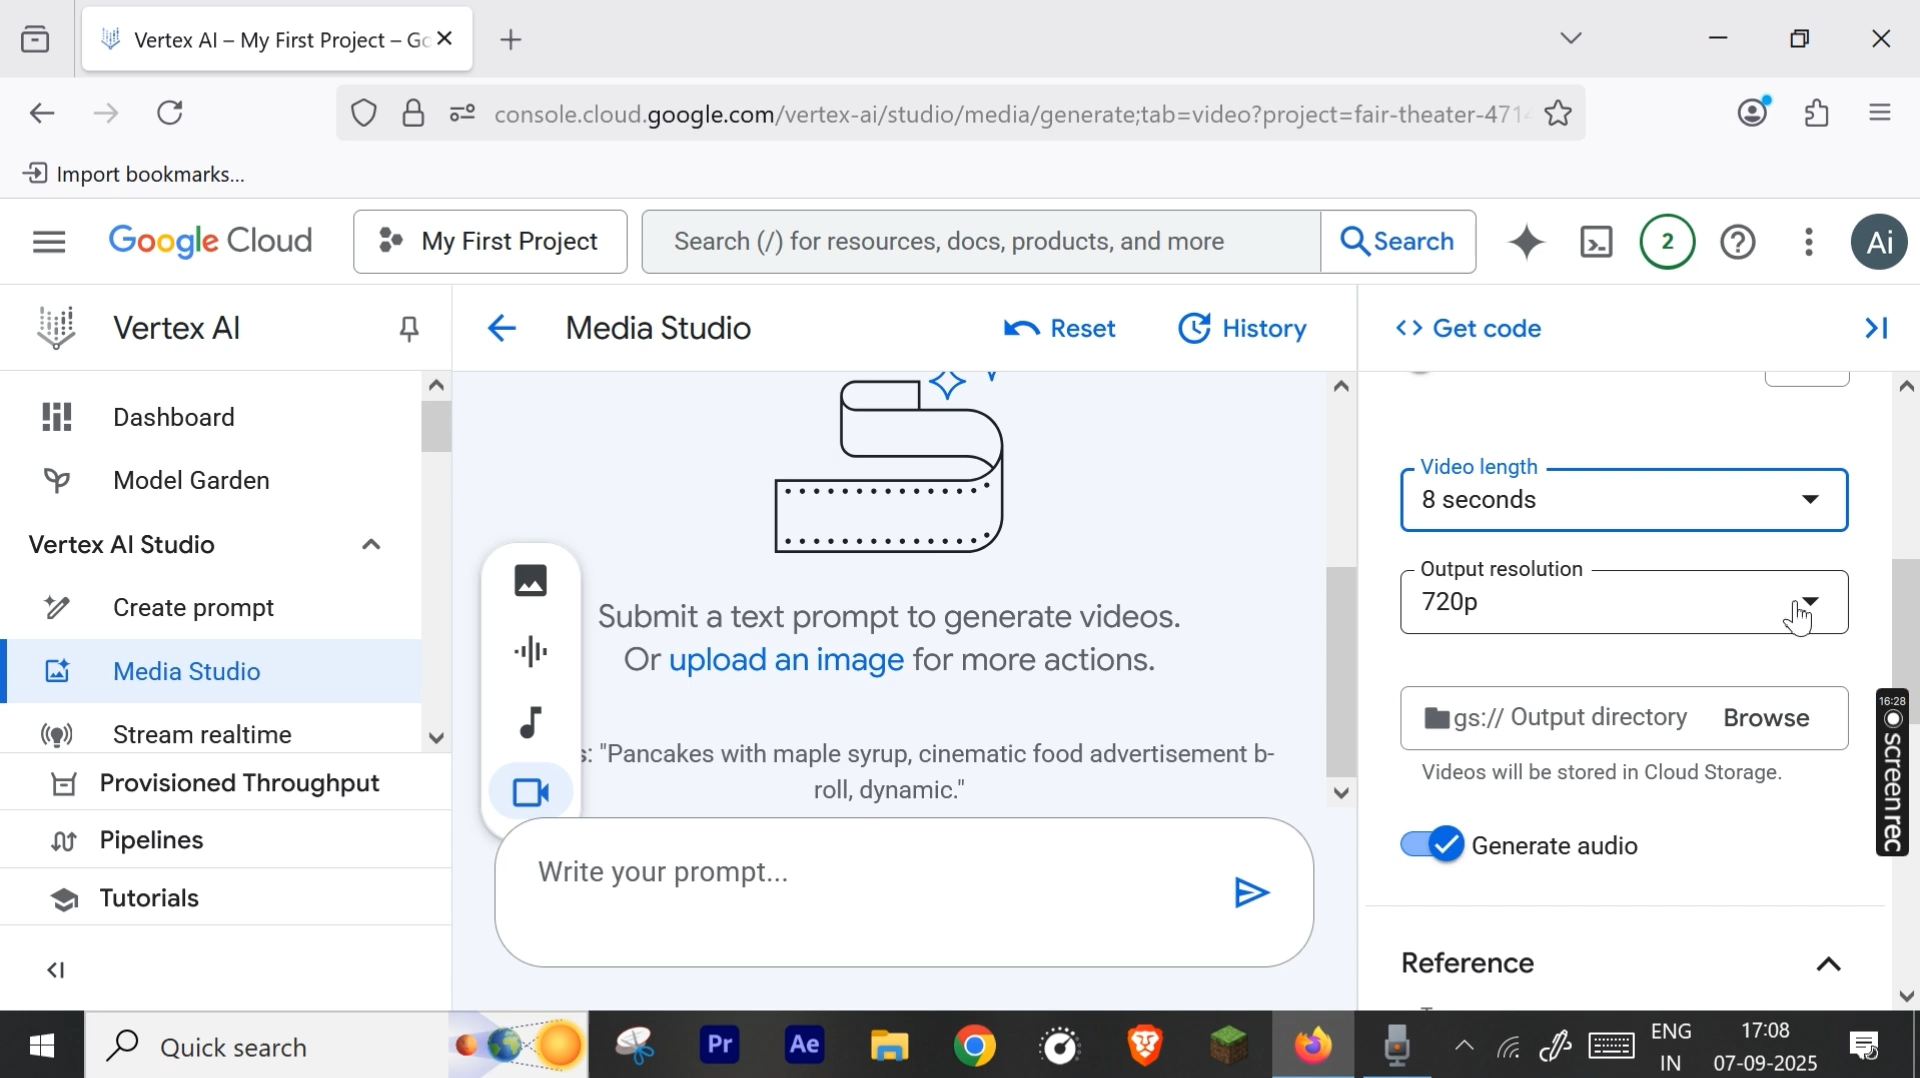 Vertex AI – My First Project – Go
console.cloud.google.com/vertex-ai/studio/media/generate;tab=video?project=fair-theater-471
Import bookmarks...
Google Cloud
My First Project
Search (/) for resources, docs, products, and more
Search
2
Ai
Vertex AI
Media Studio
Reset
History
<> Get code
Dashboard
Model Garden
Vertex AI Studio
Create prompt
Media Studio
Stream realtime
Provisioned Throughput
Pipelines
Tutorials
Submit a text prompt to generate videos.
Or upload an image for more actions.
s: "Pancakes with maple syrup, cinematic food advertisement b-
roll, dynamic."
Write your prompt...
Video length
8 seconds
Output resolution
720p
gs:// Output directory
Browse
Videos will be stored in Cloud Storage.
Generate audio
Reference
16:28
screen rec
Quick search
Pr
Ae
ENG
IN
17:08
07-09-2025